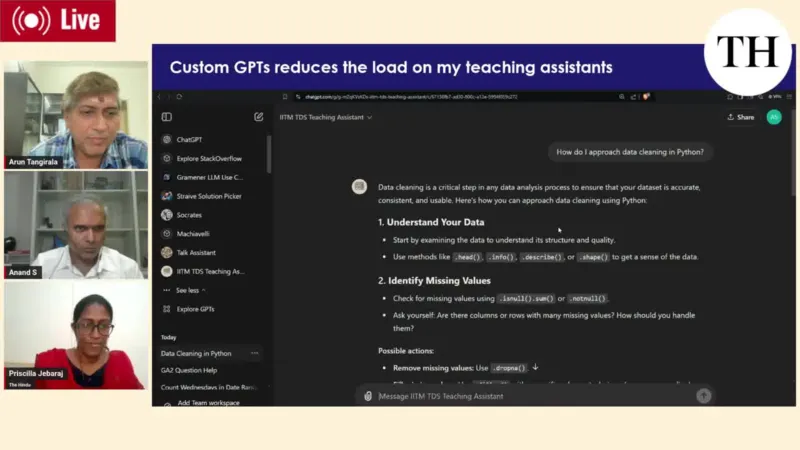 Live
TH
Custom GPTs reduces the load on my teaching assistants
Arun Tangirala
Anand S
Priscilla Jebaraj
The Hindu
ChatGPT
Explore StackOverflow
Gramener LLM Use C...
Straive Solution Picker
Socrates
Machiavelli
Talk Assistant
IITM TDS Teaching As...
See less
Explore GPTs
Today
Data Cleaning in Python
GA2 Question Help
Count Wednesdays in Date Ran
Add Team workspace
IITM TDS Teaching Assistant
Share
How do I approach data cleaning in Python?
Data cleaning is a critical step in any data analysis process to ensure that your dataset is accurate,
consistent, and usable. Here's how you can approach data cleaning using Python:
1. Understand Your Data
Start by examining the data to understand its structure and quality.
Use methods like .head(), .info(), .describe(), or .shape() to get a sense of the data.
2. Identify Missing Values
Check for missing values using .isnull().sum() or .notnull().
Ask yourself: Are there columns or rows with many missing values? How should you handle
them?
Possible actions:
Remove missing values: Use .dropna()
Message IITM TDS Teaching Assistant